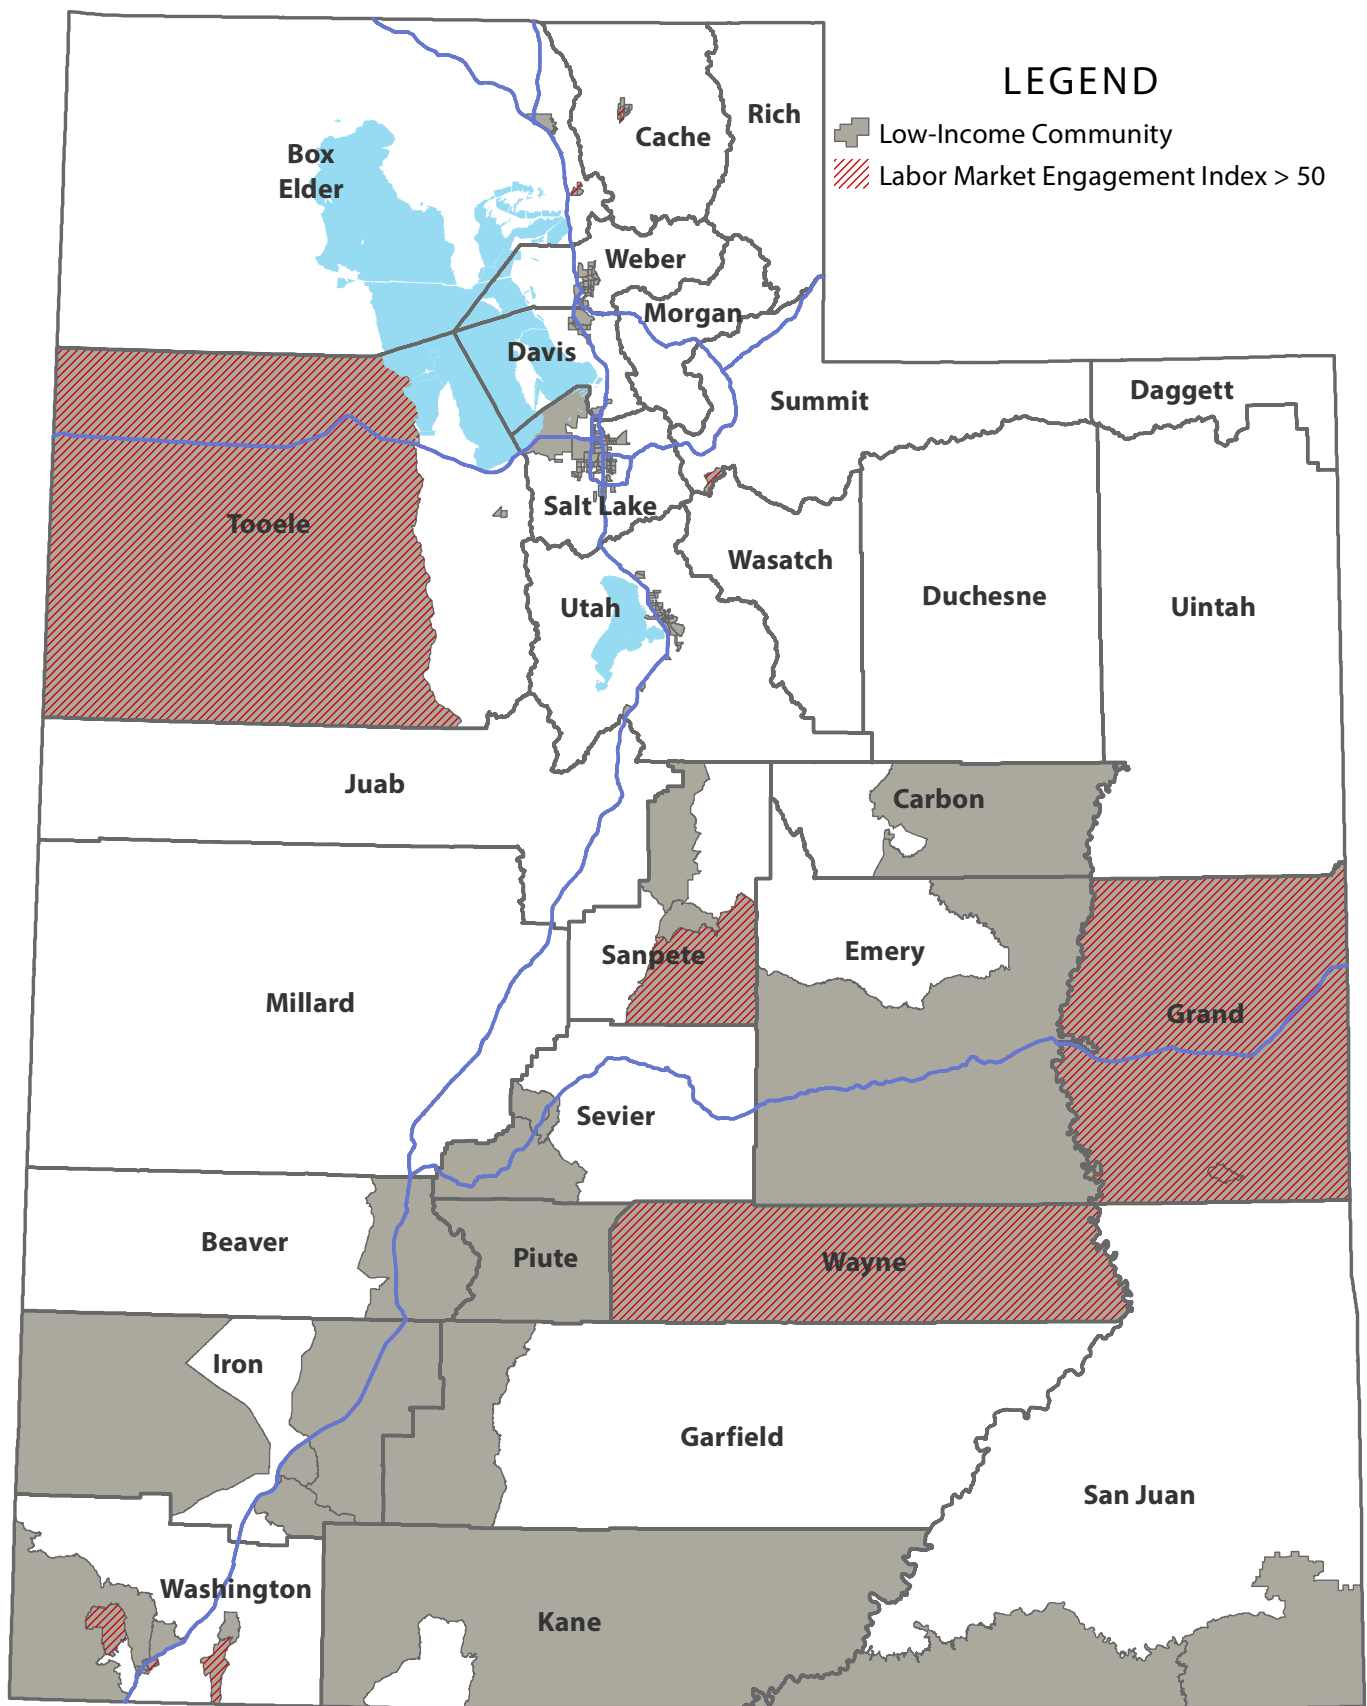 LEGEND
Low-Income Community
Labor Market Engagement Index > 50
Rich
Cache
Box
Elder
Weber
Morgan
Davis
Daggett
Summit
Salt Lake
Tooele
Wasatch
Duchesne
Utah
Uintah
Juab
Carbon
Emery
Sanpete
Millard
Grand
Sevier
Beaver
Piute
Wayne
Iron
Garfield
San Juan
Washington
Kane